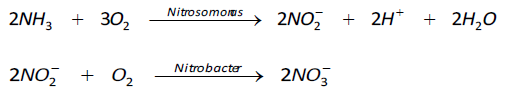 2NH₃ + 3O₂ Nitrosomonas → 2NO₂⁻ + 2H⁺ + 2H₂O
2NO₂⁻ + O₂ Nitrobacter → 2NO₃⁻